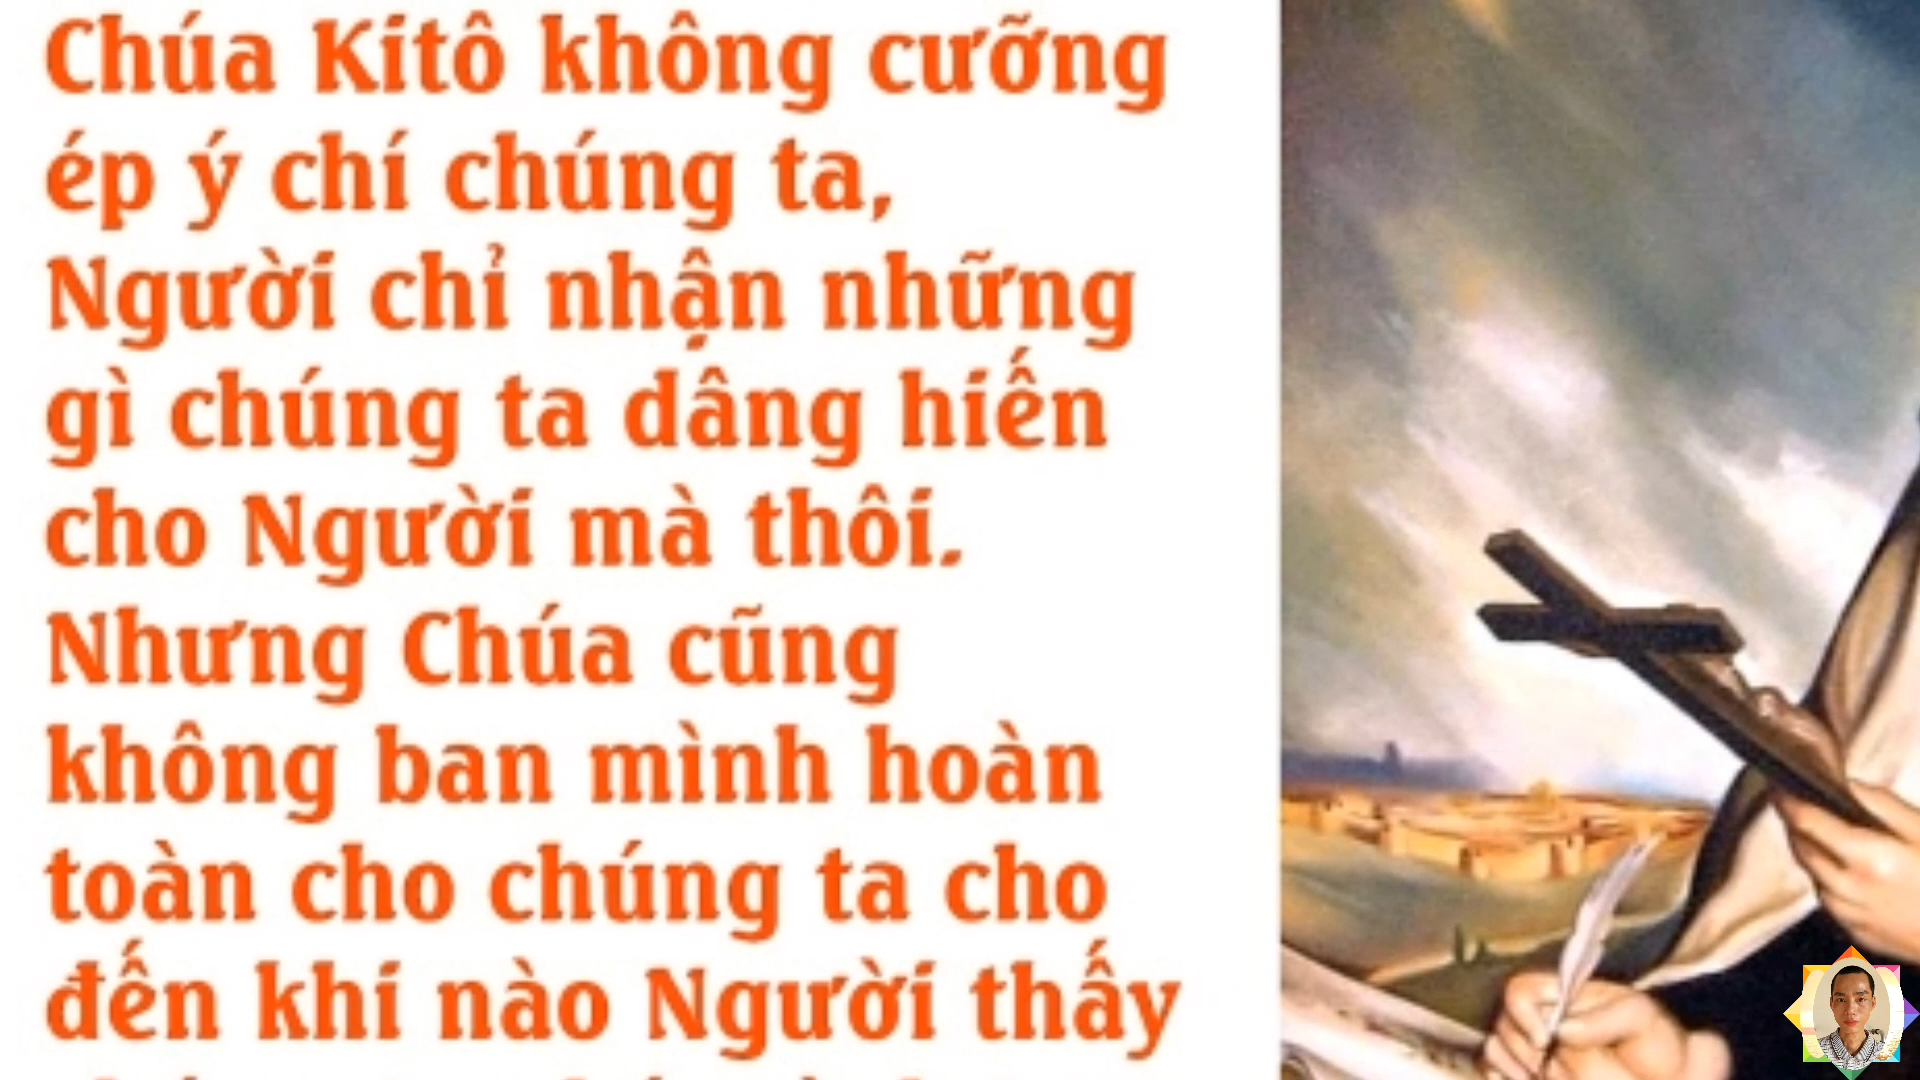 Chúa Kitô không cưỡng
ép ý chí chúng ta,
Người chỉ nhận những
gì chúng ta dâng hiến
cho Người mà thôi.
Nhưng Chúa cũng
không ban mình hoàn
toàn cho chúng ta cho
đến khi nào Người thấy